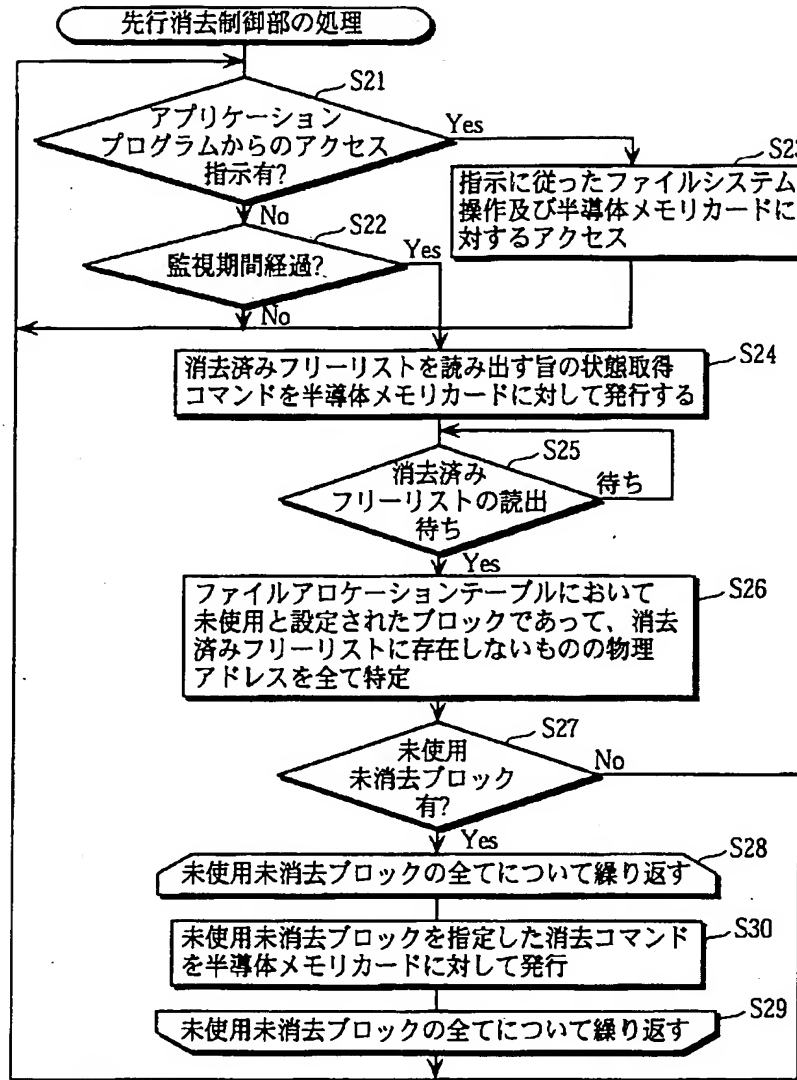 先行消去制御部の処理
S21
アプリケーション
プログラムからのアクセス
指示有?
Yes
No
S23
指示に従ったファイルシステム
操作及び半導体メモリカードに
対するアクセス
S22
監視期間経過?
Yes
No
S24
消去済みフリーリストを読み出す旨の状態取得
コマンドを半導体メモリカードに対して発行する
S25
消去済み
フリーリストの読出
待ち
待ち
Yes
S26
ファイルアロケーションテーブルにおいて
未使用と設定されたブロックであって、消去
済みフリーリストに存在しないものの物理
アドレスを全て特定
S27
未使用
未消去ブロック
有?
No
Yes
S28
未使用未消去ブロックの全てについて繰り返す
S30
未使用未消去ブロックを指定した消去コマンド
を半導体メモリカードに対して発行
S29
未使用未消去ブロックの全てについて繰り返す